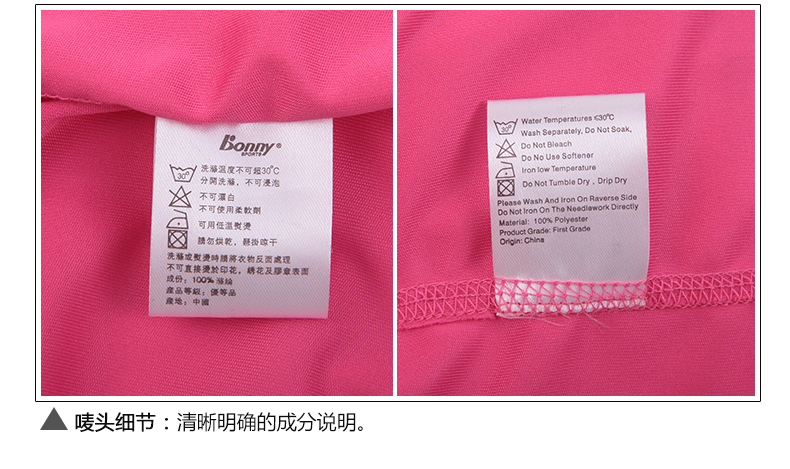 Bonny®
SPORTS
30°
洗滌溫度不可超30°C
分開洗滌，不可浸泡
不可漂白
不可使用柔軟劑
可用低溫熨燙
請勿烘乾，懸掛晾干
洗滌或熨燙時請將衣物反面處理
不可直接燙於印花，綉花及膠章表面
成份：100% 滌綸
產品等級：優等品
產地：中國
30°
Water Temperatures ≤30°C
Wash Separately, Do Not Soak,
Do Not Bleach
Do No Use Softener
Iron low Temperature
Do Not Tumble Dry , Drip Dry
Please Wash And Iron On Raverse Side
Do Not Iron On The Needlework Directly
Material: 100% Polyester
Product Grade: First Grade
Origin: China
唛头细节：清晰明确的成分说明。